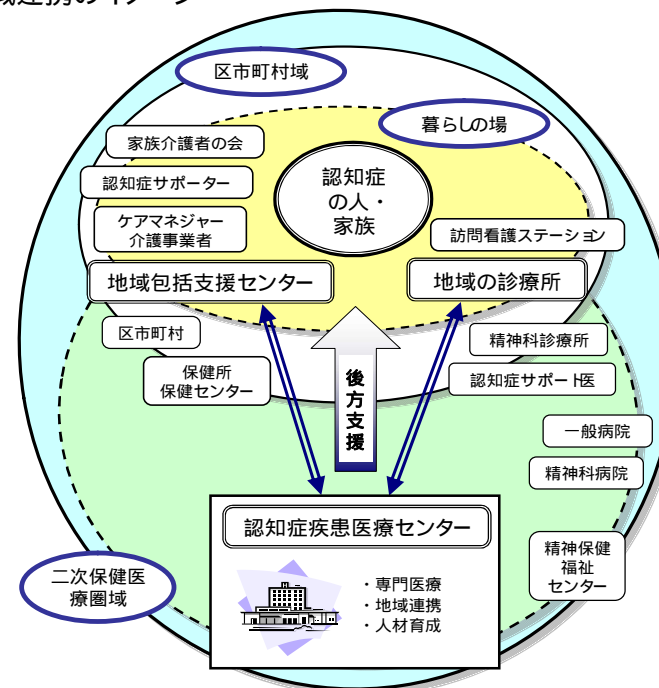 区市町村域
暮らしの場
家族介護者の会
認知症サポーター
ケアマネジャー
介護事業者
認知症
の人・
家族
訪問看護ステーション
地域包括支援センター
地域の診療所
区市町村
保健所
保健センター
後方支援
精神科診療所
認知症サポート医
一般病院
精神科病院
認知症疾患医療センター
・専門医療
・地域連携
・人材育成
精神保健
福祉
センター
二次保健医
療圏域